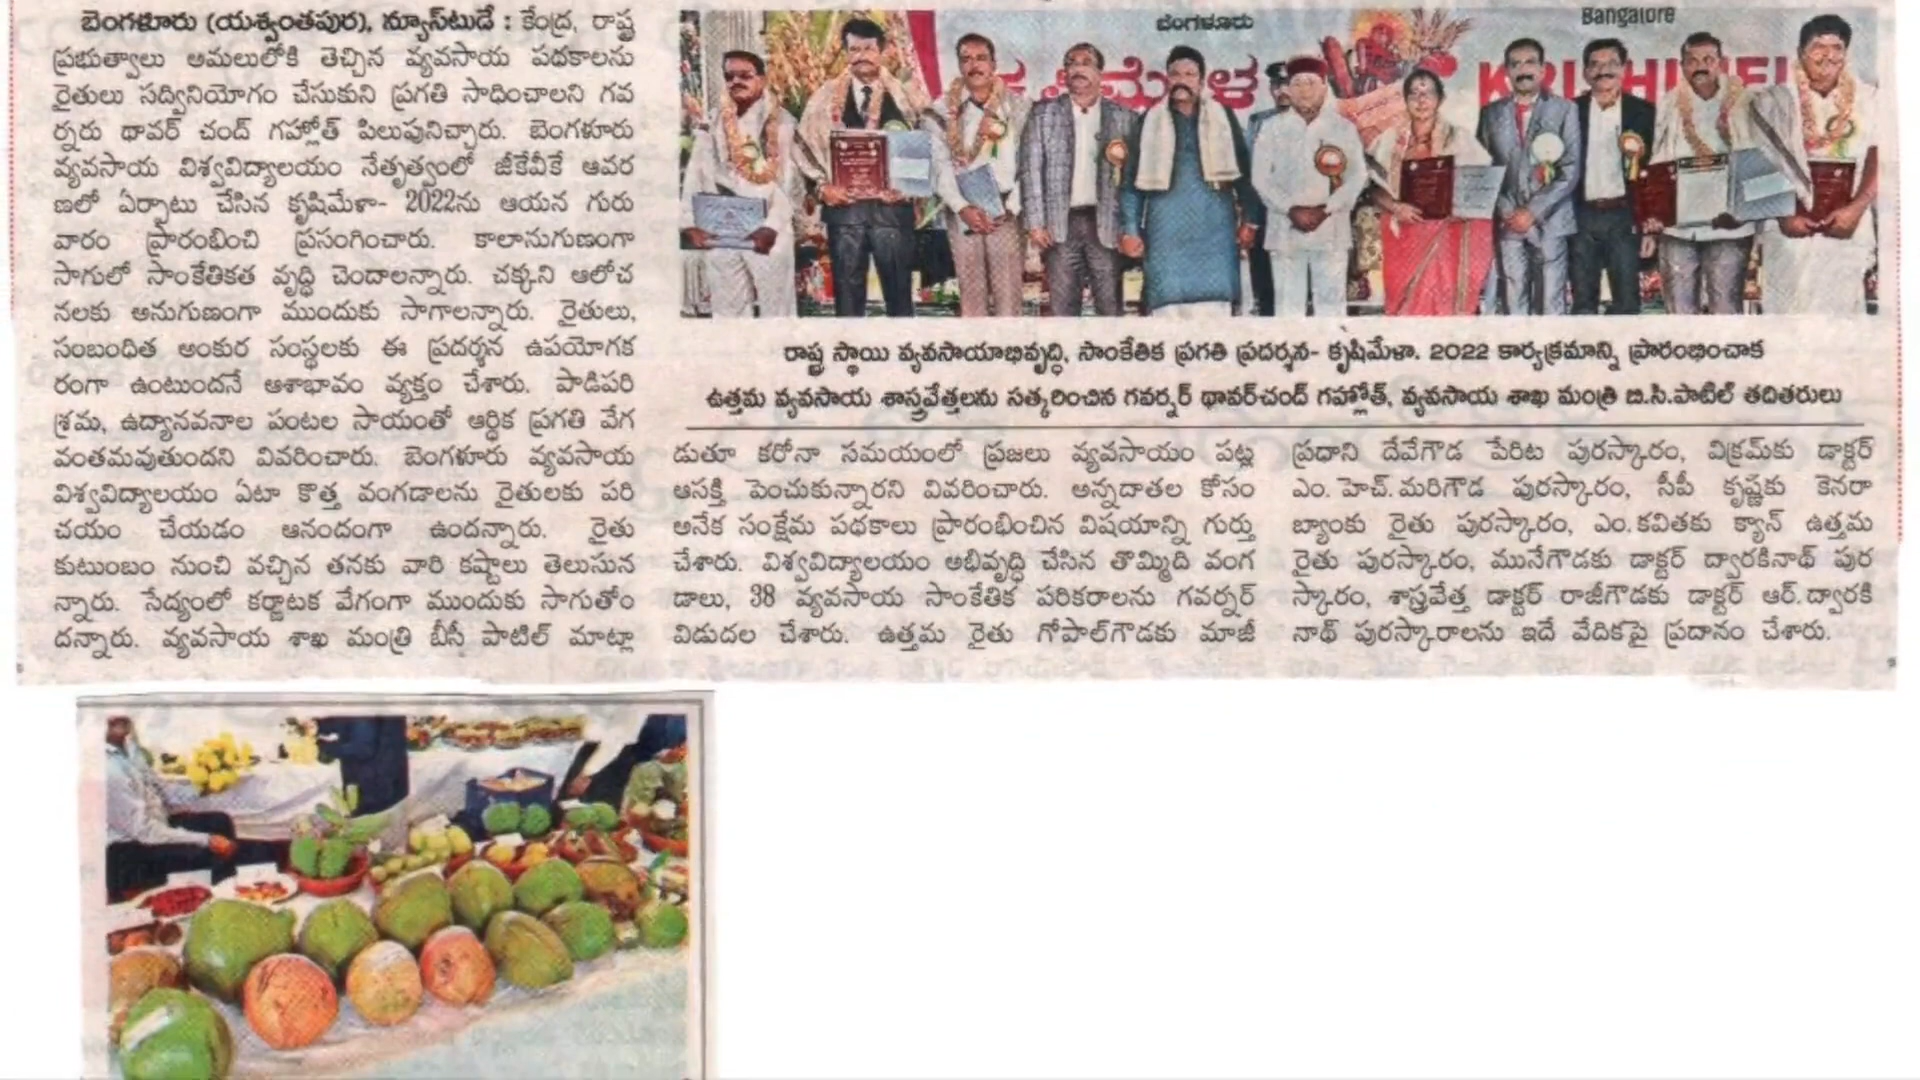 బెంగళూరు (యశ్వంతపుర), న్యూస్‌టుడే : కేంద్ర, రాష్ట్ర
ప్రభుత్వాలు అమలులోకి తెచ్చిన వ్యవసాయ పథకాలను
రైతులు సద్వినియోగం చేసుకుని ప్రగతి సాధించాలని గవ
ర్నరు థావర్ చంద్ గహ్లోత్ పిలుపునిచ్చారు. బెంగళూరు
వ్యవసాయ విశ్వవిద్యాలయం నేతృత్వంలో జీకేవీకే ఆవర
ణలో ఏర్పాటు చేసిన కృషిమేళా- 2022ను ఆయన గురు
వారం ప్రారంభించి ప్రసంగించారు. కాలానుగుణంగా
సాగులో సాంకేతికత వృద్ధి చెందాలన్నారు. చక్కని ఆలోచ
నలకు అనుగుణంగా ముందుకు సాగాలన్నారు. రైతులు,
సంబంధిత అంకుర సంస్థలకు ఈ ప్రదర్శన ఉపయోగక
రంగా ఉంటుందనే ఆశాభావం వ్యక్తం చేశారు. పాడిపరి
శ్రమ, ఉద్యానవనాల పంటల సాయంతో ఆర్థిక ప్రగతి వేగ
వంతమవుతుందని వివరించారు. బెంగళూరు వ్యవసాయ
విశ్వవిద్యాలయం ఏటా కొత్త వంగడాలను రైతులకు పరి
చయం చేయడం ఆనందంగా ఉందన్నారు. రైతు
కుటుంబం నుంచి వచ్చిన తనకు వారి కష్టాలు తెలుసున
న్నారు. సేద్యంలో కర్ణాటక వేగంగా ముందుకు సాగుతోం
దన్నారు. వ్యవసాయ శాఖ మంత్రి బీసీ పాటిల్ మాట్లా
ಬೆಂಗಳೂರು
Bangalore
ಕೃಷಿಮೇಳ
KRISHI MEL
రాష్ట్ర స్థాయి వ్యవసాయాభివృద్ధి, సాంకేతిక ప్రగతి ప్రదర్శన- కృషిమేళా. 2022 కార్యక్రమాన్ని ప్రారంభించాక
ఉత్తమ వ్యవసాయ శాస్త్రవేత్తలను సత్కరించిన గవర్నర్ థావర్‌చంద్ గహ్లోత్, వ్యవసాయ శాఖ మంత్రి బి.సి.పాటిల్ తదితరులు
డుతూ కరోనా సమయంలో ప్రజలు వ్యవసాయం పట్ల
ఆసక్తి పెంచుకున్నారని వివరించారు. అన్నదాతల కోసం
అనేక సంక్షేమ పథకాలు ప్రారంభించిన విషయాన్ని గుర్తు
చేశారు. విశ్వవిద్యాలయం అభివృద్ధి చేసిన తొమ్మిది వంగ
డాలు, 38 వ్యవసాయ సాంకేతిక పరికరాలను గవర్నర్
విడుదల చేశారు. ఉత్తమ రైతు గోపాల్‌గౌడకు మాజీ
ప్రదాని దేవేగౌడ పేరిట పురస్కారం, విక్రమ్‌కు డాక్టర్
ఎం. హెచ్. మరిగౌడ పురస్కారం, సీపీ కృష్ణకు కెనరా
బ్యాంకు రైతు పురస్కారం, ఎం. కవితకు క్యాన్ ఉత్తమ
రైతు పురస్కారం, మునేగౌడకు డాక్టర్ ద్వారకినాథ్ పుర
స్కారం, శాస్త్రవేత్త డాక్టర్ రాజీగౌడకు డాక్టర్ ఆర్. ద్వారకి
నాథ్ పురస్కారాలను ఇదే వేదికపై ప్రదానం చేశారు.